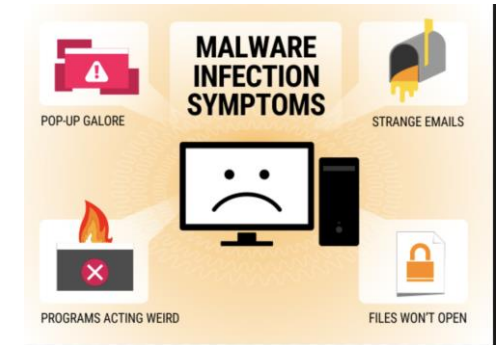 MALWARE
INFECTION
SYMPTOMS
POP-UP GALORE
STRANGE EMAILS
PROGRAMS ACTING WEIRD
FILES WON'T OPEN